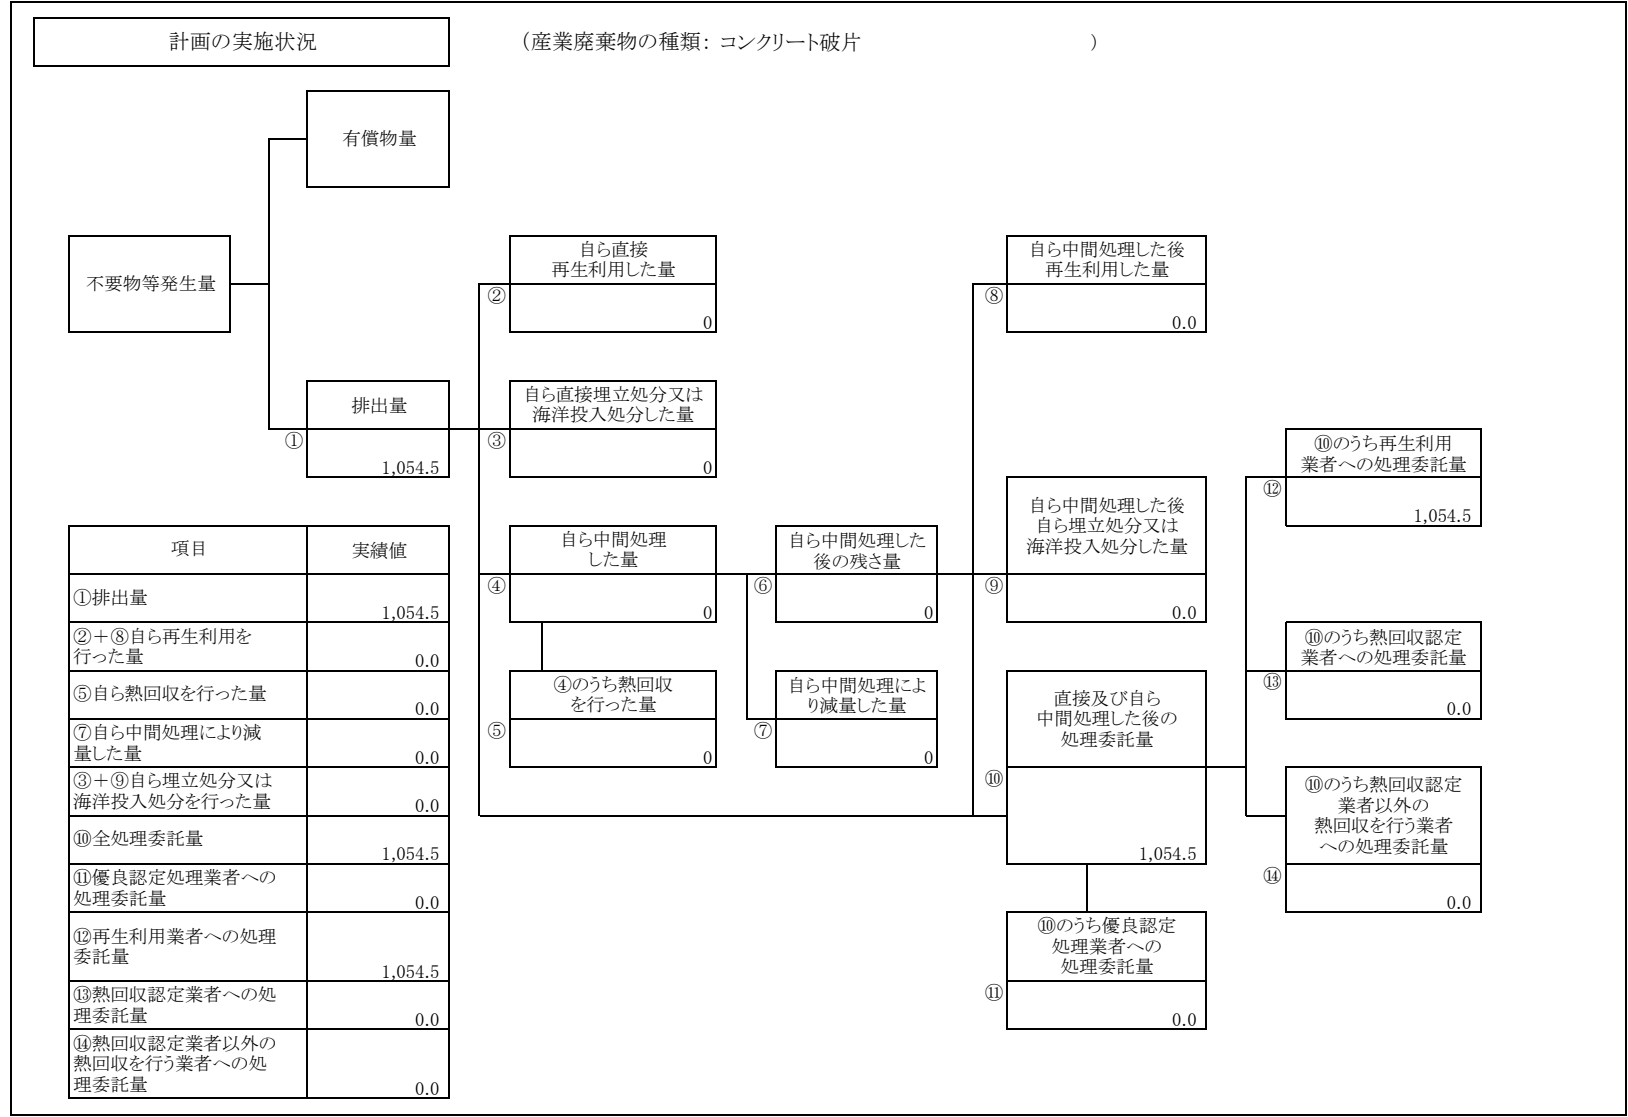 計画の実施状況
（産業廃棄物の種類：コンクリート破片　　　　　　　　　　　）
有償物量
不要物等発生量
自ら直接
再生利用した量
②
0
自ら中間処理した後
再生利用した量
⑧
0.0
排出量
①
1,054.5
自ら直接埋立処分又は
海洋投入処分した量
③
0
⑩のうち再生利用
業者への処理委託量
⑫
1,054.5
自ら中間処理
した量
④
0
自ら中間処理した
後の残さ量
⑥
0
自ら中間処理した後
自ら埋立処分又は
海洋投入処分した量
⑨
0.0
⑩のうち熱回収認定
業者への処理委託量
⑬
0.0
④のうち熱回収
を行った量
⑤
0
自ら中間処理によ
り減量した量
⑦
0
直接及び自ら
中間処理した後の
処理委託量
⑩
1,054.5
⑩のうち熱回収認定
業者以外の
熱回収を行う業者
への処理委託量
⑭
0.0
⑩のうち優良認定
処理業者への
処理委託量
⑪
0.0
項目　実績値
①排出量
1,054.5
②＋⑧自ら再生利用を
行った量
0.0
⑤自ら熱回収を行った量
0.0
⑦自ら中間処理により減
量した量
0.0
③＋⑨自ら埋立処分又は
海洋投入処分を行った量
0.0
⑩全処理委託量
1,054.5
⑪優良認定処理業者への
処理委託量
0.0
⑫再生利用業者への処理
委託量
1,054.5
⑬熱回収認定業者への処
理委託量
0.0
⑭熱回収認定業者以外の
熱回収を行う業者への処
理委託量
0.0